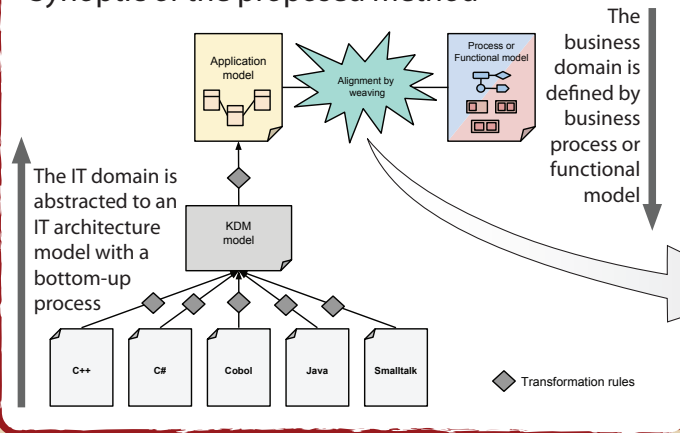 Synoptic of the proposed method
The
business
domain is
defined by
business
process or
functional
model
Application
model
Alignment by
weaving
Process or
Functional model
The IT domain is
abstracted to an
IT architecture
model with a
bottom-up
process
KDM
model
C++
C#
Cobol
Java
Smalltalk
Transformation rules